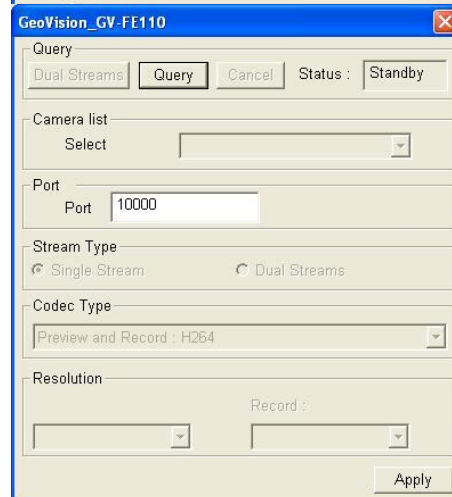 GeoVision_GV-FE110
Query
Dual Streams Query Cancel Status : Standby
Camera list
Select
Port
Port 10000
Stream Type
Single Stream Dual Streams
Codec Type
Preview and Record : H264
Resolution
Record :
Apply